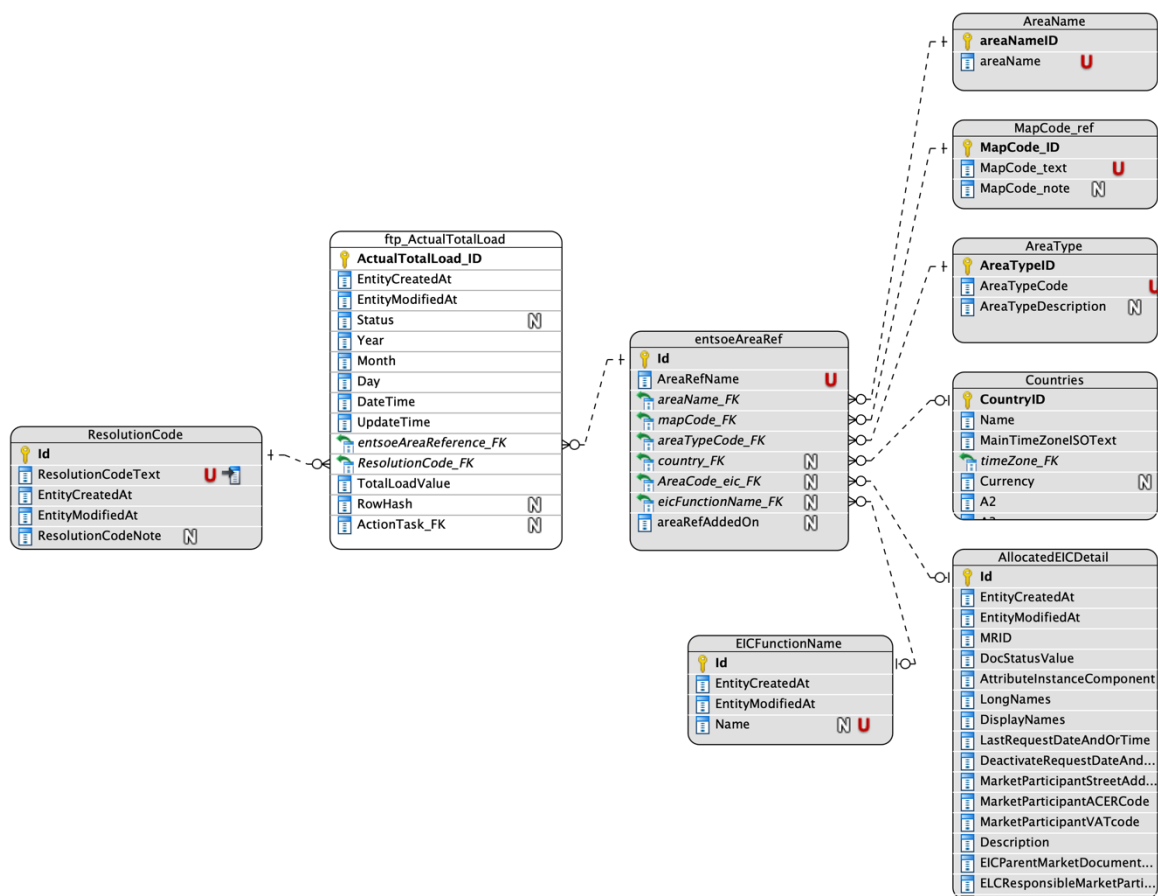 AreaName
areaNameID
areaName U
MapCode_ref
MapCode_ID
MapCode_text U
MapCode_note N
AreaType
AreaTypeID
AreaTypeCode U
AreaTypeDescription N
Countries
CountryID
Name
MainTimeZoneISOText
timeZone_FK
Currency N
A2
AllocatedEICDetail
Id
EntityCreatedAt
EntityModifiedAt
MRID
DocStatusValue
AttributeInstanceComponent
LongNames
DisplayNames
LastRequestDateAndOrTime
DeactivateRequestDateAnd...
MarketParticipantStreetAdd...
MarketParticipantACERCode
MarketParticipantVATcode
Description
EICParentMarketDocument...
ELCResponsibleMarketParti...
ftp_ActualTotalLoad
ActualTotalLoad_ID
EntityCreatedAt
EntityModifiedAt
Status N
Year
Month
Day
DateTime
UpdateTime
entsoeAreaReference_FK
ResolutionCode_FK
TotalLoadValue
RowHash N
ActionTask_FK N
entsoeAreaRef
Id
AreaRefName U
areaName_FK
mapCode_FK
areaTypeCode_FK
country_FK N
AreaCode_eic_FK N
eicFunctionName_FK N
areaRefAddedOn N
ResolutionCode
Id
ResolutionCodeText U
EntityCreatedAt
EntityModifiedAt
ResolutionCodeNote N
EICFunctionName
Id
EntityCreatedAt
EntityModifiedAt
Name N U